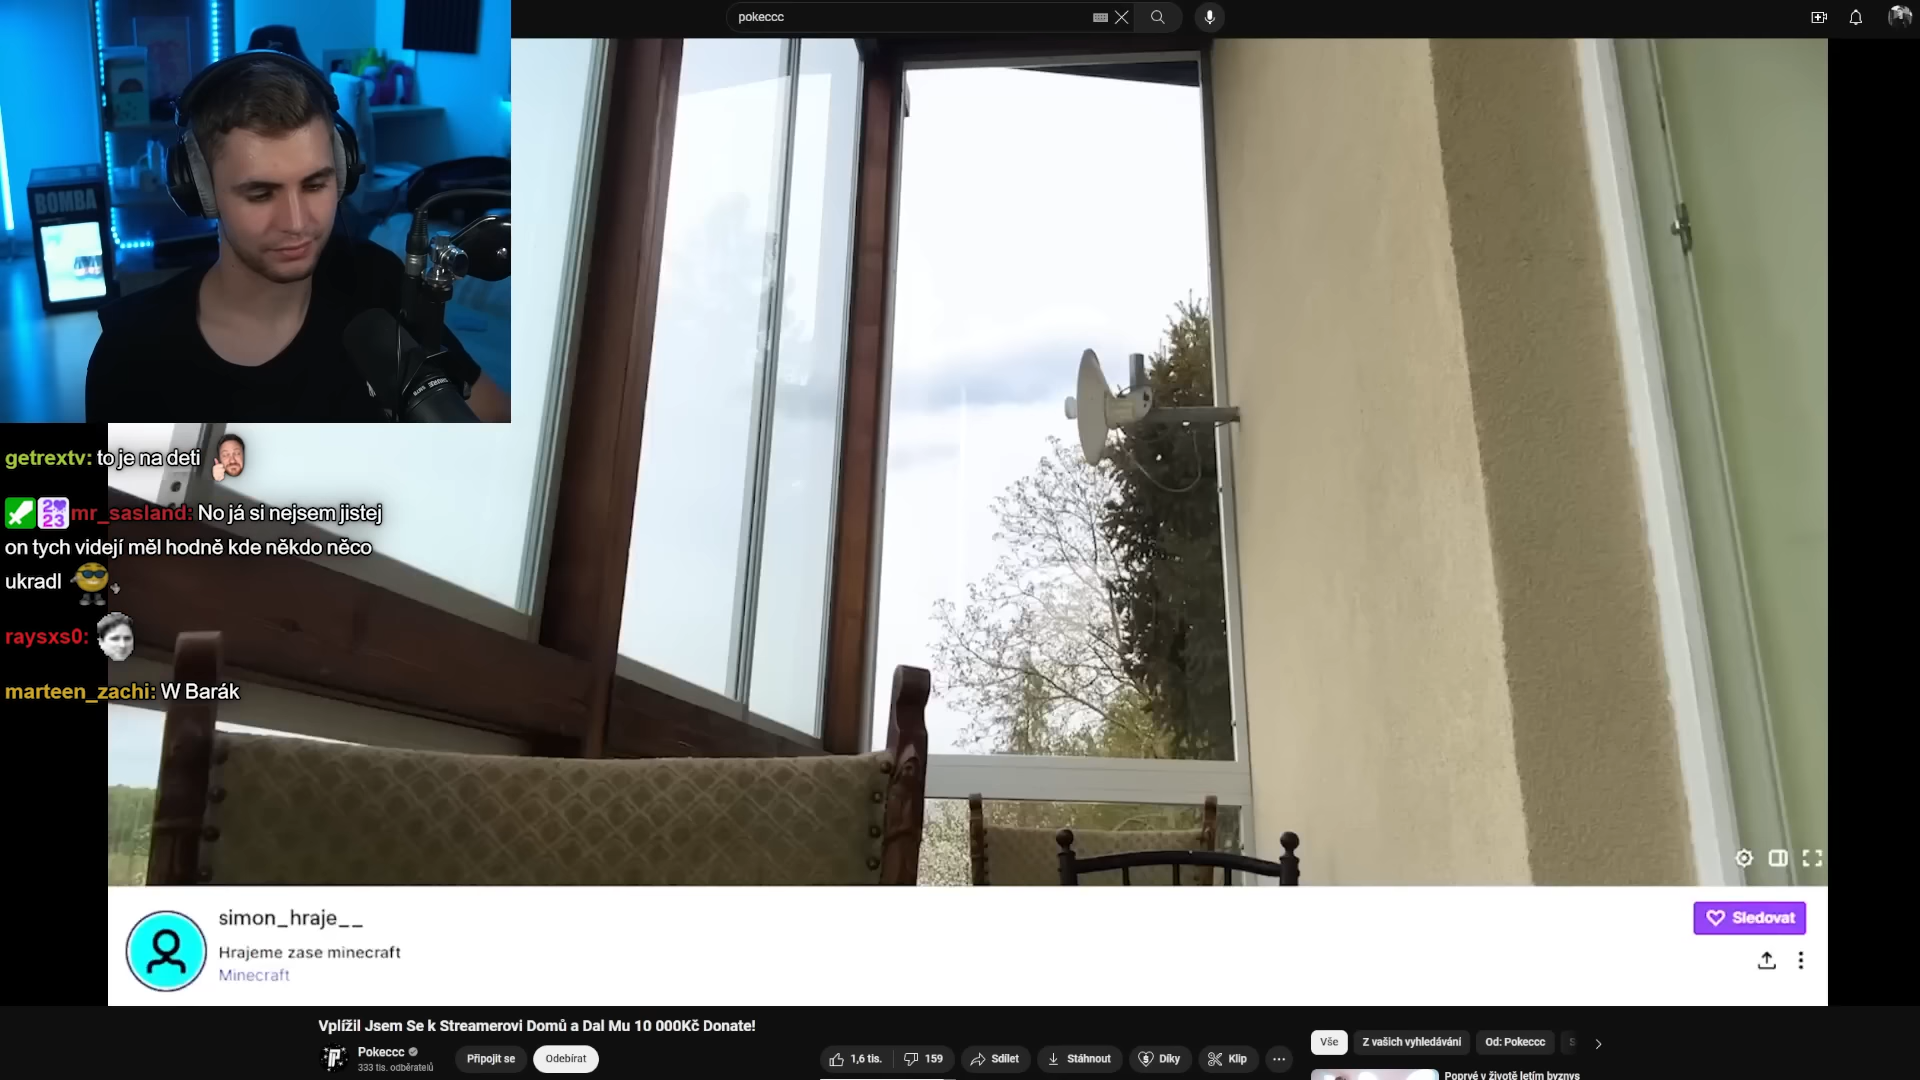 pokeccc
BOMBA
getrextv: to je na deti
2023
mr_sasland: No já si nejsem jistej
on tych videjí měl hodně kde někdo něco
ukradl
raysxs0:
marteen_zachi: W Barák
simon_hraje__
Hrajeme zase minecraft
Minecraft
Sledovat
Vplížil Jsem Se k Streamerovi Domů a Dal Mu 10 000Kč Donate!
Pokeccc
333 tis. odběratelů
Připojit se
Odebírat
1,6 tis.
159
Sdílet
Stáhnout
Díky
Klip
Vše
Z vašich vyhledávání
Od: Pokeccc
Poprvé v životě letím byznys